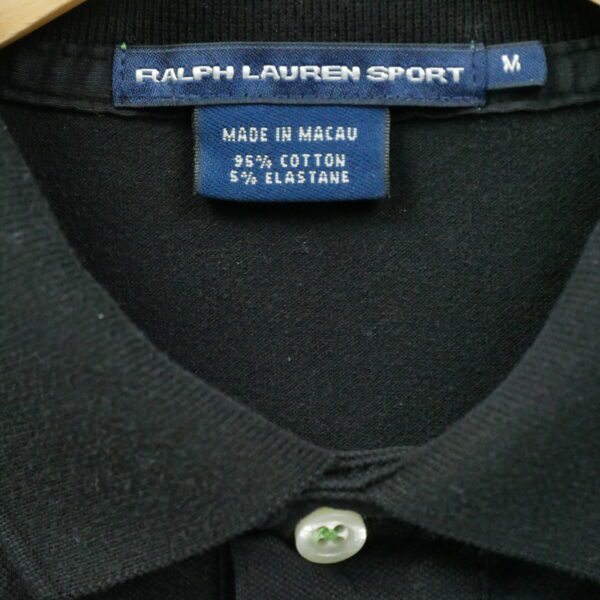 RALPH LAUREN SPORT M
MADE IN MACAU
95% COTTON
5% ELASTANE